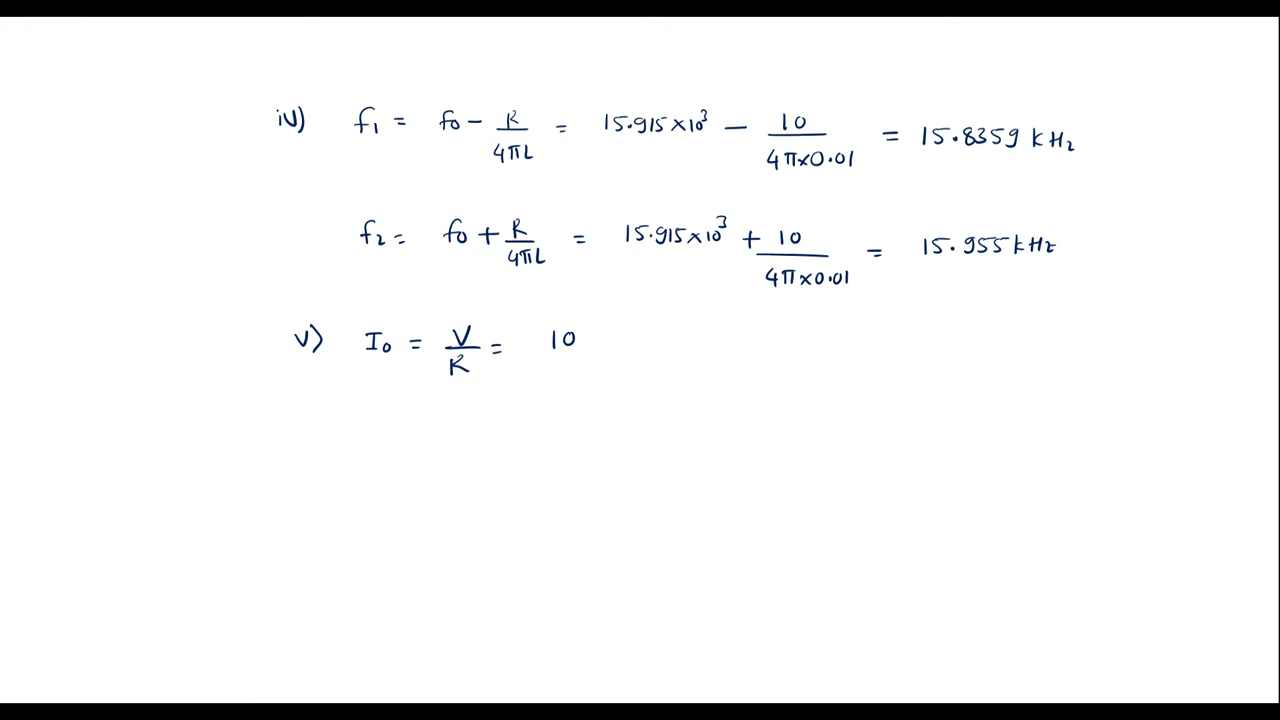 iv) f₁ = f₀ - R/4πL = 15.915×10³ - 10/4π×0.01 = 15.8359 kHz
f₂ = f₀ + R/4πL = 15.915×10³ + 10/4π×0.01 = 15.955 kHz
v) I₀ = V/R = 10